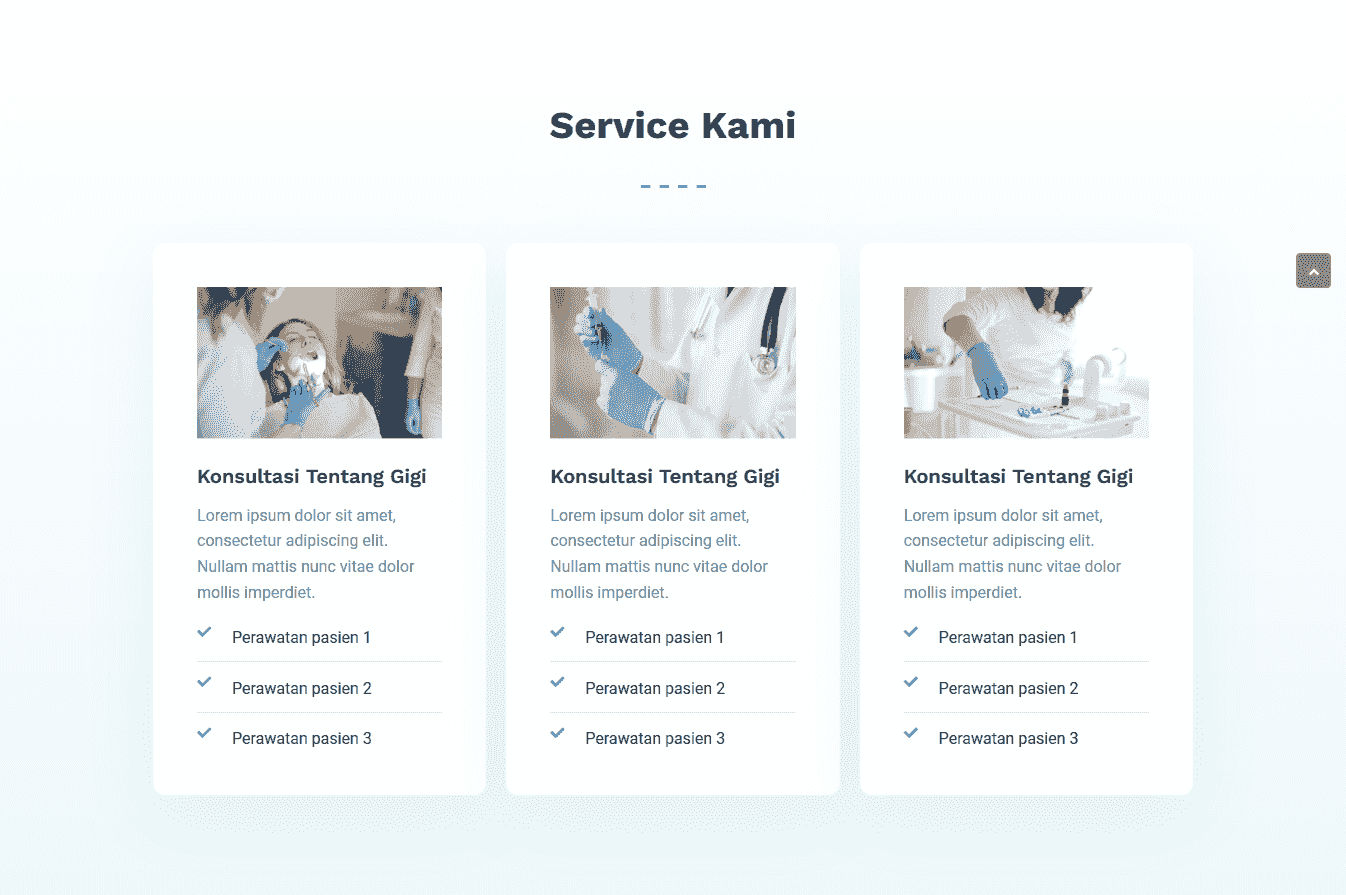 Service Kami
Konsultasi Tentang Gigi
Lorem ipsum dolor sit amet,
consectetur adipiscing elit.
Nullam mattis nunc vitae dolor
mollis imperdiet.
Perawatan pasien 1
Perawatan pasien 2
Perawatan pasien 3
Konsultasi Tentang Gigi
Lorem ipsum dolor sit amet,
consectetur adipiscing elit.
Nullam mattis nunc vitae dolor
mollis imperdiet.
Perawatan pasien 1
Perawatan pasien 2
Perawatan pasien 3
Konsultasi Tentang Gigi
Lorem ipsum dolor sit amet,
consectetur adipiscing elit.
Nullam mattis nunc vitae dolor
mollis imperdiet.
Perawatan pasien 1
Perawatan pasien 2
Perawatan pasien 3